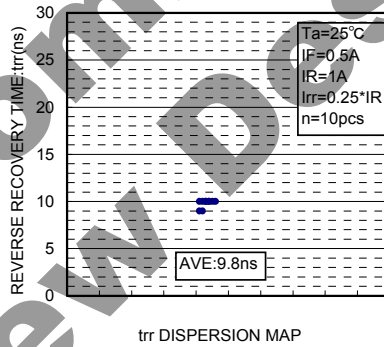 REVERSE RECOVERY TIME:trr(ns)
30
25
20
15
10
5
0
Ta=25℃
IF=0.5A
IR=1A
Irr=0.25*IR
n=10pcs
AVE:9.8ns
trr DISPERSION MAP